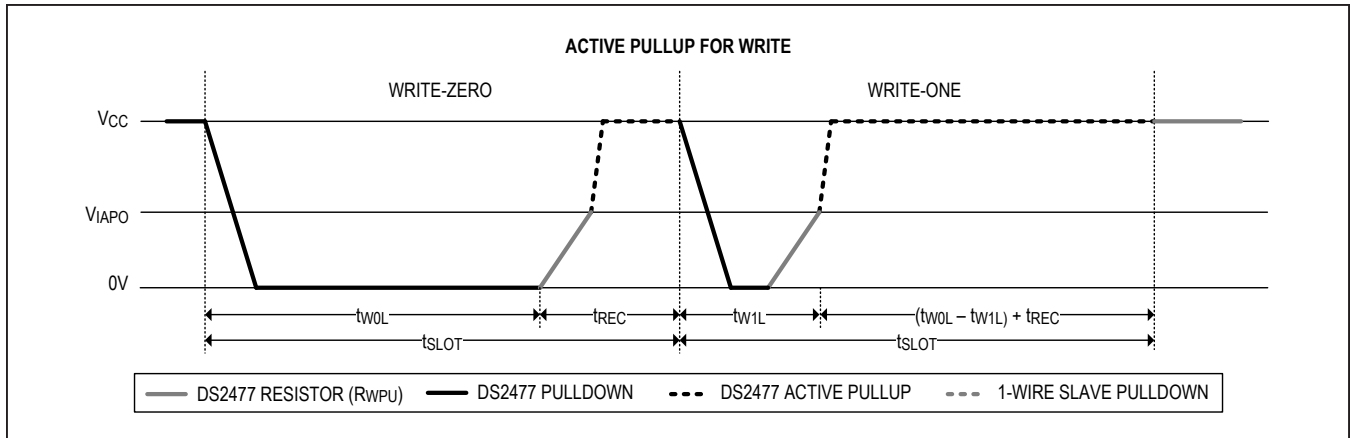 ACTIVE PULLUP FOR WRITE
WRITE-ZERO WRITE-ONE
VCC
VIAPO
0V
tW0L tREC tW1L (tW0L – tW1L) + tREC
tSLOT tSLOT
DS2477 RESISTOR (RWPU) DS2477 PULLDOWN DS2477 ACTIVE PULLUP 1-WIRE SLAVE PULLDOWN